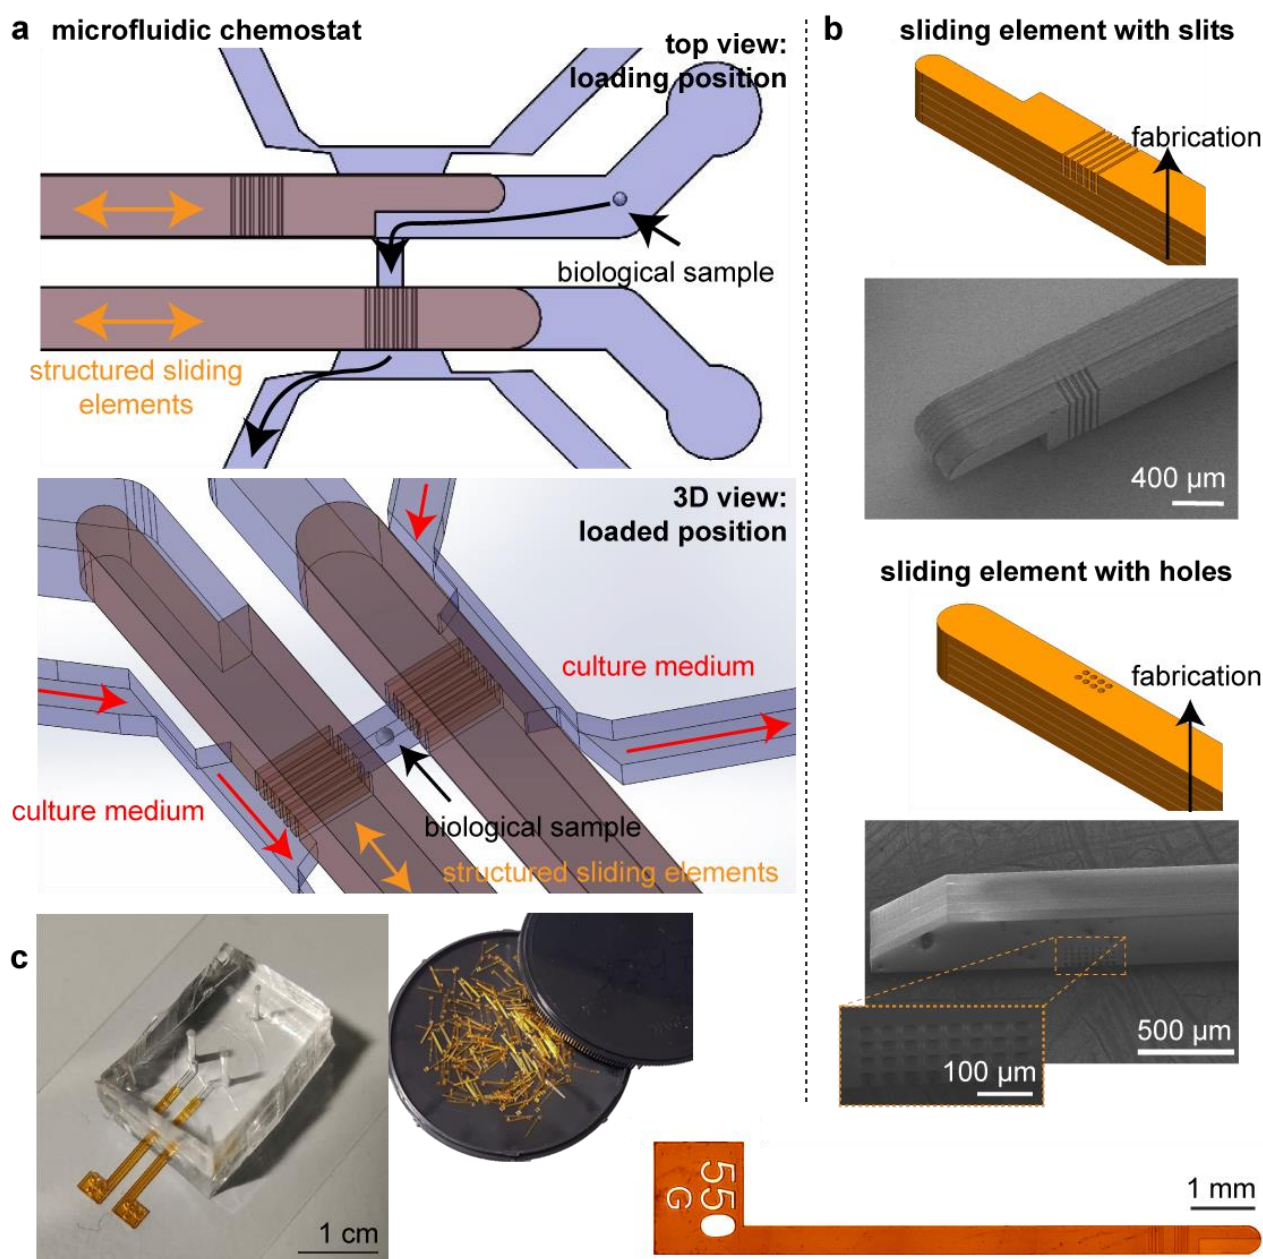 a microfluidic chemostat
top view:
loading position
biological sample
structured sliding
elements
3D view:
loaded position
culture medium
culture medium
biological sample
structured sliding elements
b sliding element with slits
fabrication
400 µm
sliding element with holes
fabrication
500 µm
100 µm
c
1 cm
55
G
1 mm